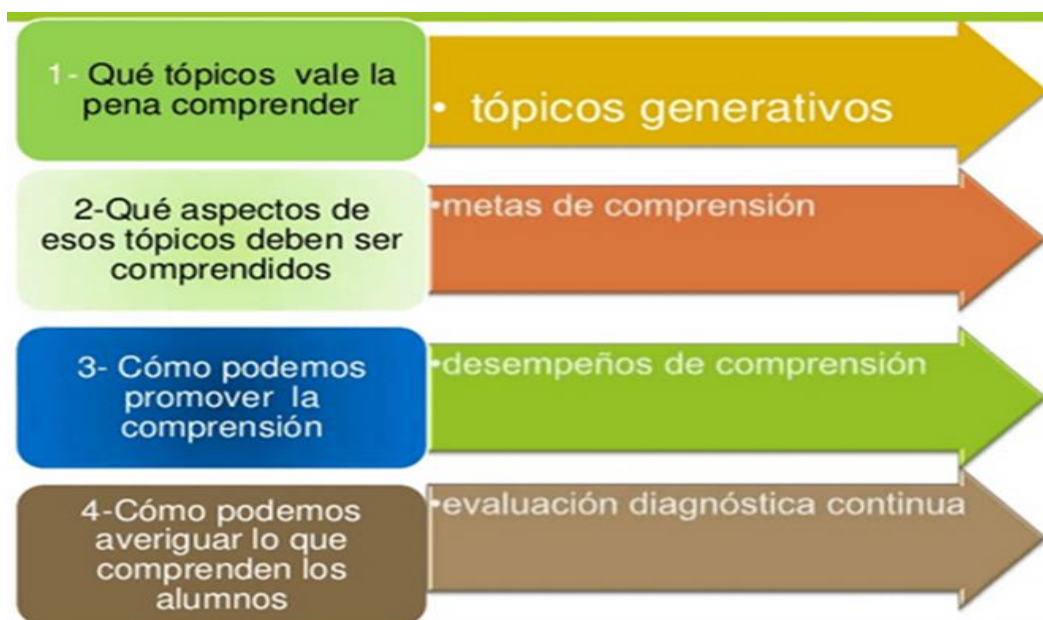 1- Qué tópicos vale la
pena comprender
• tópicos generativos
2-Qué aspectos de
esos tópicos deben ser
comprendidos
•metas de comprensión
3- Cómo podemos
promover la
comprensión
•desempeños de comprensión
4-Cómo podemos
averiguar lo que
comprenden los
alumnos
•evaluación diagnóstica continua